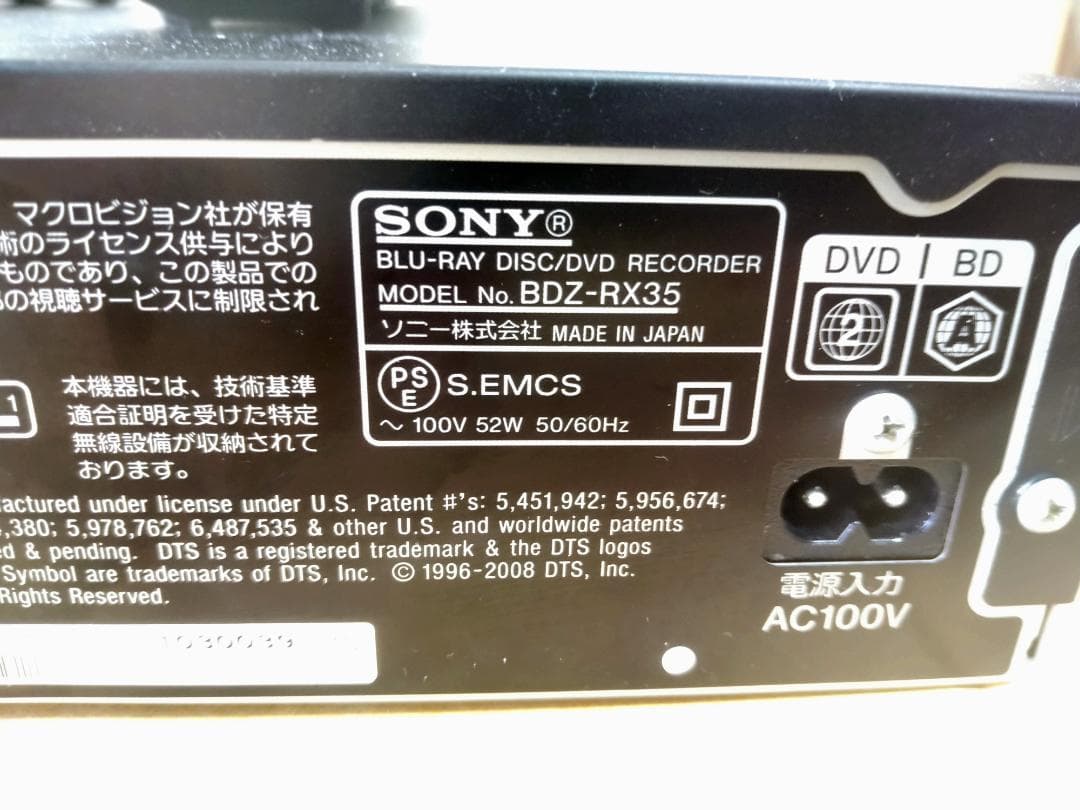 マクロビジョン社が保有
術のライセンス供与により
ものであり、この製品での
の視聴サービスに制限され
SONY®
BLU-RAY DISC/DVD RECORDER
MODEL No. BDZ-RX35
ソニー株式会社 MADE IN JAPAN
PSE S.EMCS
～ 100V 52W 50/60Hz
DVD | BD
2 A
1
本機器には、技術基準
適合証明を受けた特定
無線設備が収納されて
おります。
actured under license under U.S. Patent #'s: 5,451,942; 5,956,674;
,380; 5,978,762; 6,487,535 & other U.S. and worldwide patents
ed & pending. DTS is a registered trademark & the DTS logos
Symbol are trademarks of DTS, Inc. © 1996-2008 DTS, Inc.
Rights Reserved.
電源入力
AC100V